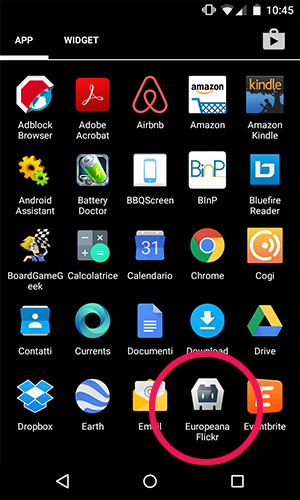 10:45
APP WIDGET
amazon kindle
Adblock Browser
Adobe Acrobat
Airbnb
Amazon
Amazon Kindle
BInP
Android Assistant
Battery Doctor
BBQScreen
BInP
Bluefire Reader
31
BoardGameG
eek
Calcolatrice
Calendario
Chrome
Cogi
Contatti
Currents
Documenti
Download
Drive
Dropbox
Earth
Email
Europeana
Flickr
Eventbrite